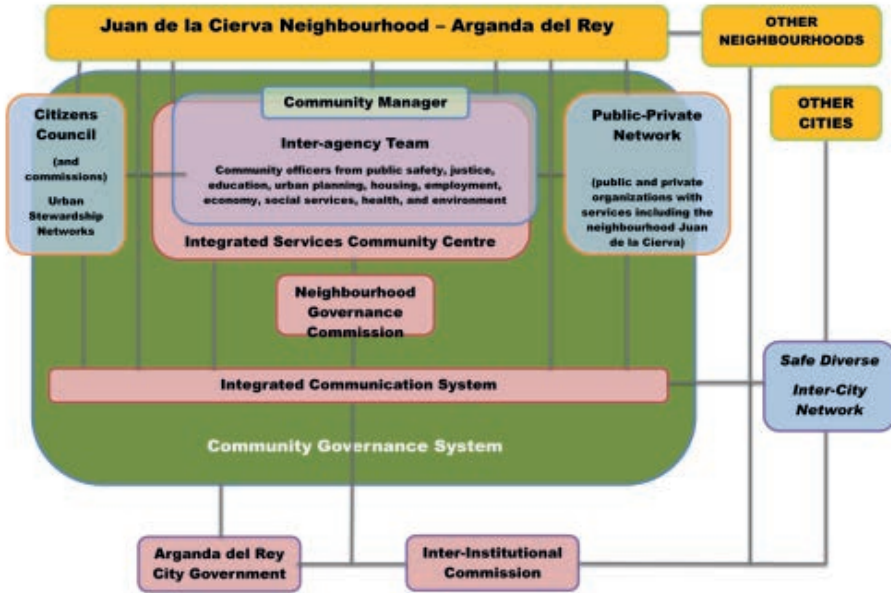 Juan de la Cierva Neighbourhood – Arganda del Rey
OTHER
NEIGHBOURHOODS
Citizens
Council
(and
commissions)
Urban
Stewardship
Networks
Community Manager
Inter-agency Team
Community officers from public safety, justice,
education, urban planning, housing, employment,
economy, social services, health, and environment
Integrated Services Community Centre
Public-Private
Network
(public and private
organizations with
services including the
neighbourhood Juan
de la Cierva)
OTHER
CITIES
Neighbourhood
Governance
Commission
Integrated Communication System
Safe Diverse
Inter-City
Network
Community Governance System
Arganda del Rey
City Government
Inter-Institutional
Commission